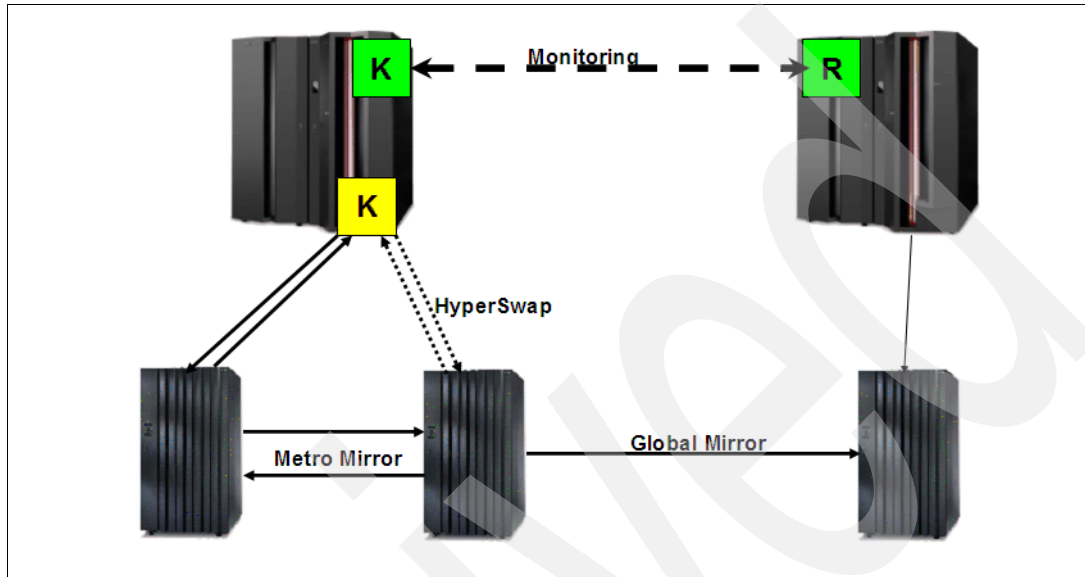 K
Monitoring
R
K
HyperSwap
Metro Mirror
Global Mirror